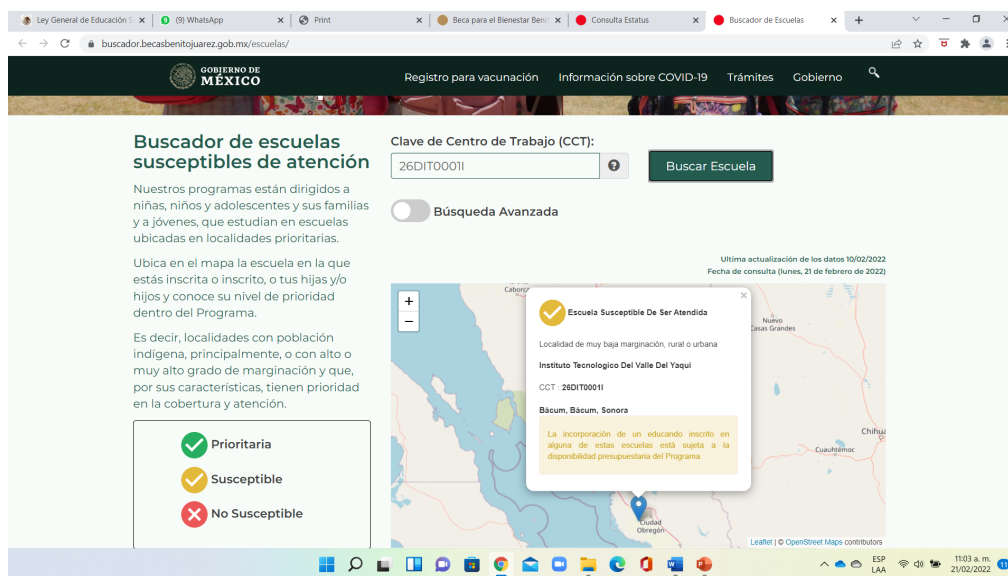 Ley General de Educación S
(9) WhatsApp
Print
Beca para el Bienestar Beni
Consulta Estatus
Buscador de Escuelas
buscador.becasbenitojuarez.gob.mx/escuelas/
GOBIERNO DE
MÉXICO
Registro para vacunación
Información sobre COVID-19
Trámites
Gobierno
Buscador de escuelas
susceptibles de atención
Nuestros programas están dirigidos a
niñas, niños y adolescentes y sus familias
y a jóvenes, que estudian en escuelas
ubicadas en localidades prioritarias.
Ubica en el mapa la escuela en la que
estás inscrita o inscrito, o tus hijas y/o
hijos y conoce su nivel de prioridad
dentro del Programa.
Es decir, localidades con población
indígena, principalmente, o con alto o
muy alto grado de marginación y que,
por sus características, tienen prioridad
en la cobertura y atención.
Prioritaria
Susceptible
No Susceptible
Clave de Centro de Trabajo (CCT):
26DIT0001I
Buscar Escuela
Búsqueda Avanzada
Ultima actualización de los datos 10/02/2022
Fecha de consulta (lunes, 21 de febrero de 2022)
+
−
Caborca
Escuela Susceptible De Ser Atendida
Localidad de muy baja marginación, rural o urbana
Instituto Tecnologico Del Valle Del Yaqui
CCT : 26DIT0001I
Bácum, Bácum, Sonora
La incorporación de un educando inscrito en
alguna de estas escuelas está sujeta a la
disponibilidad presupuestaria del Programa.
Nuevo
Casas Grandes
Chihua
Cuauhtémoc
Ciudad
Obregón
Leaflet | © OpenStreet Maps contributors
ESP
LAA
11:03 a. m.
21/02/2022